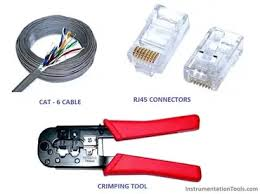 CAT - 6 CABLE
RJ45 CONNECTORS
CRIMPING TOOL
InstrumentationTools.com